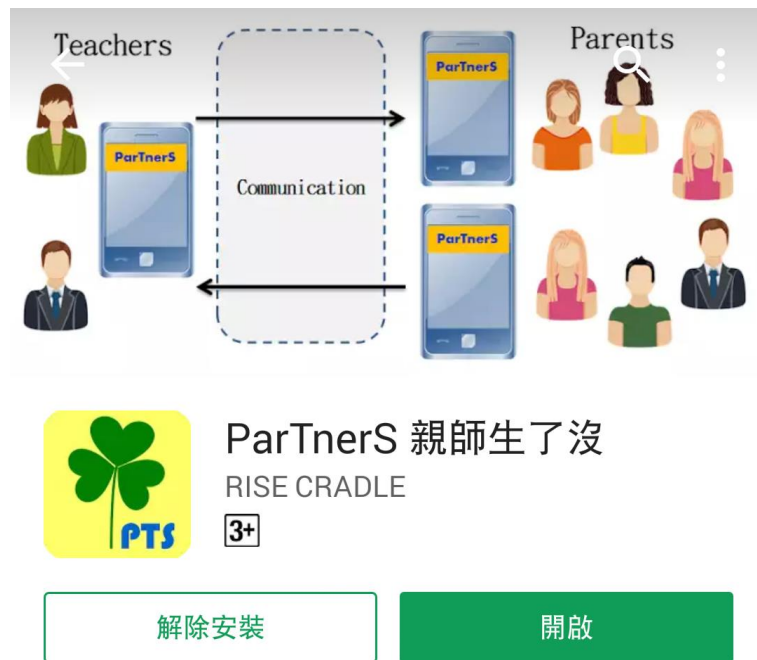 Teachers
Parents
ParTnerS
ParTnerS
Communication
ParTnerS
ParTnerS 親師生了沒
RISE CRADLE
3+
PTS
解除安裝
開啟